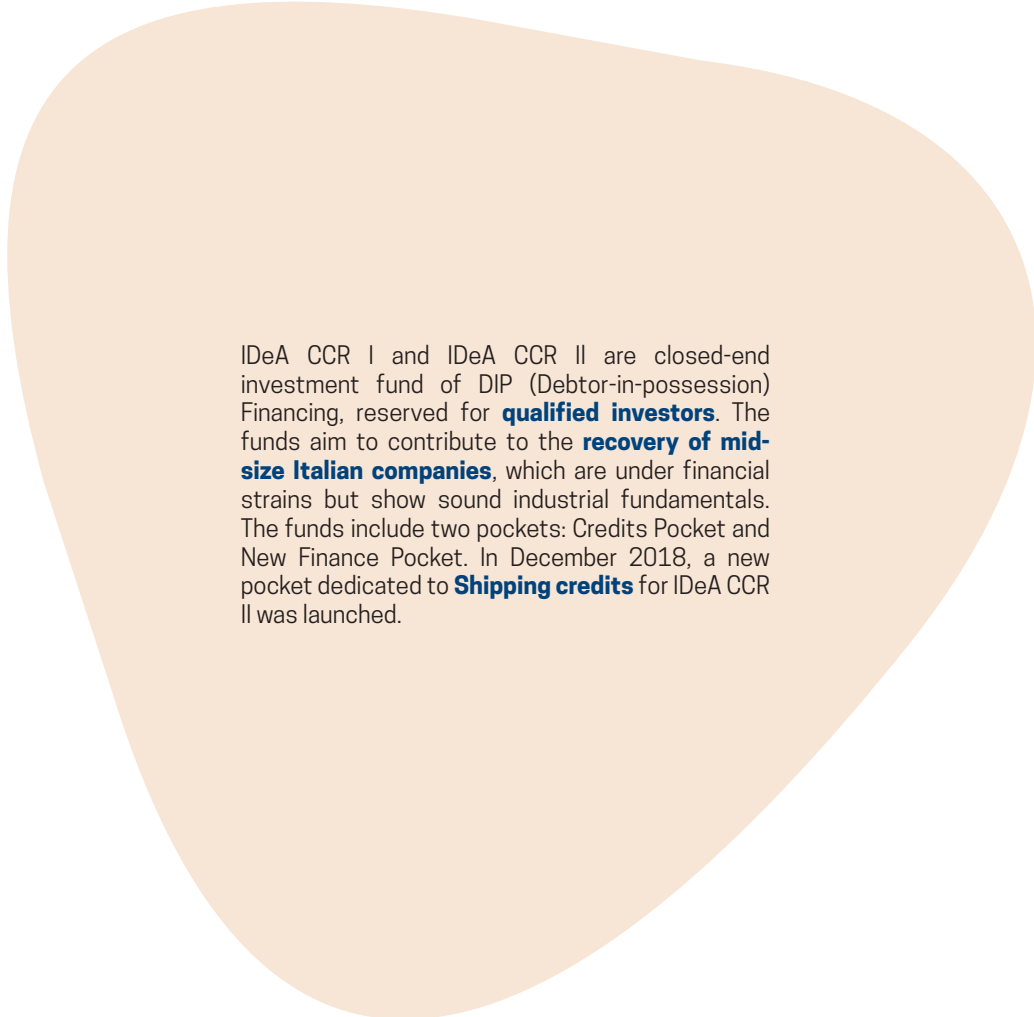 IDeA CCR I and IDeA CCR II are closed-end
investment fund of DIP (Debtor-in-possession)
Financing, reserved for qualified investors. The
funds aim to contribute to the recovery of mid-
size Italian companies, which are under financial
strains but show sound industrial fundamentals.
The funds include two pockets: Credits Pocket and
New Finance Pocket. In December 2018, a new
pocket dedicated to Shipping credits for IDeA CCR
II was launched.